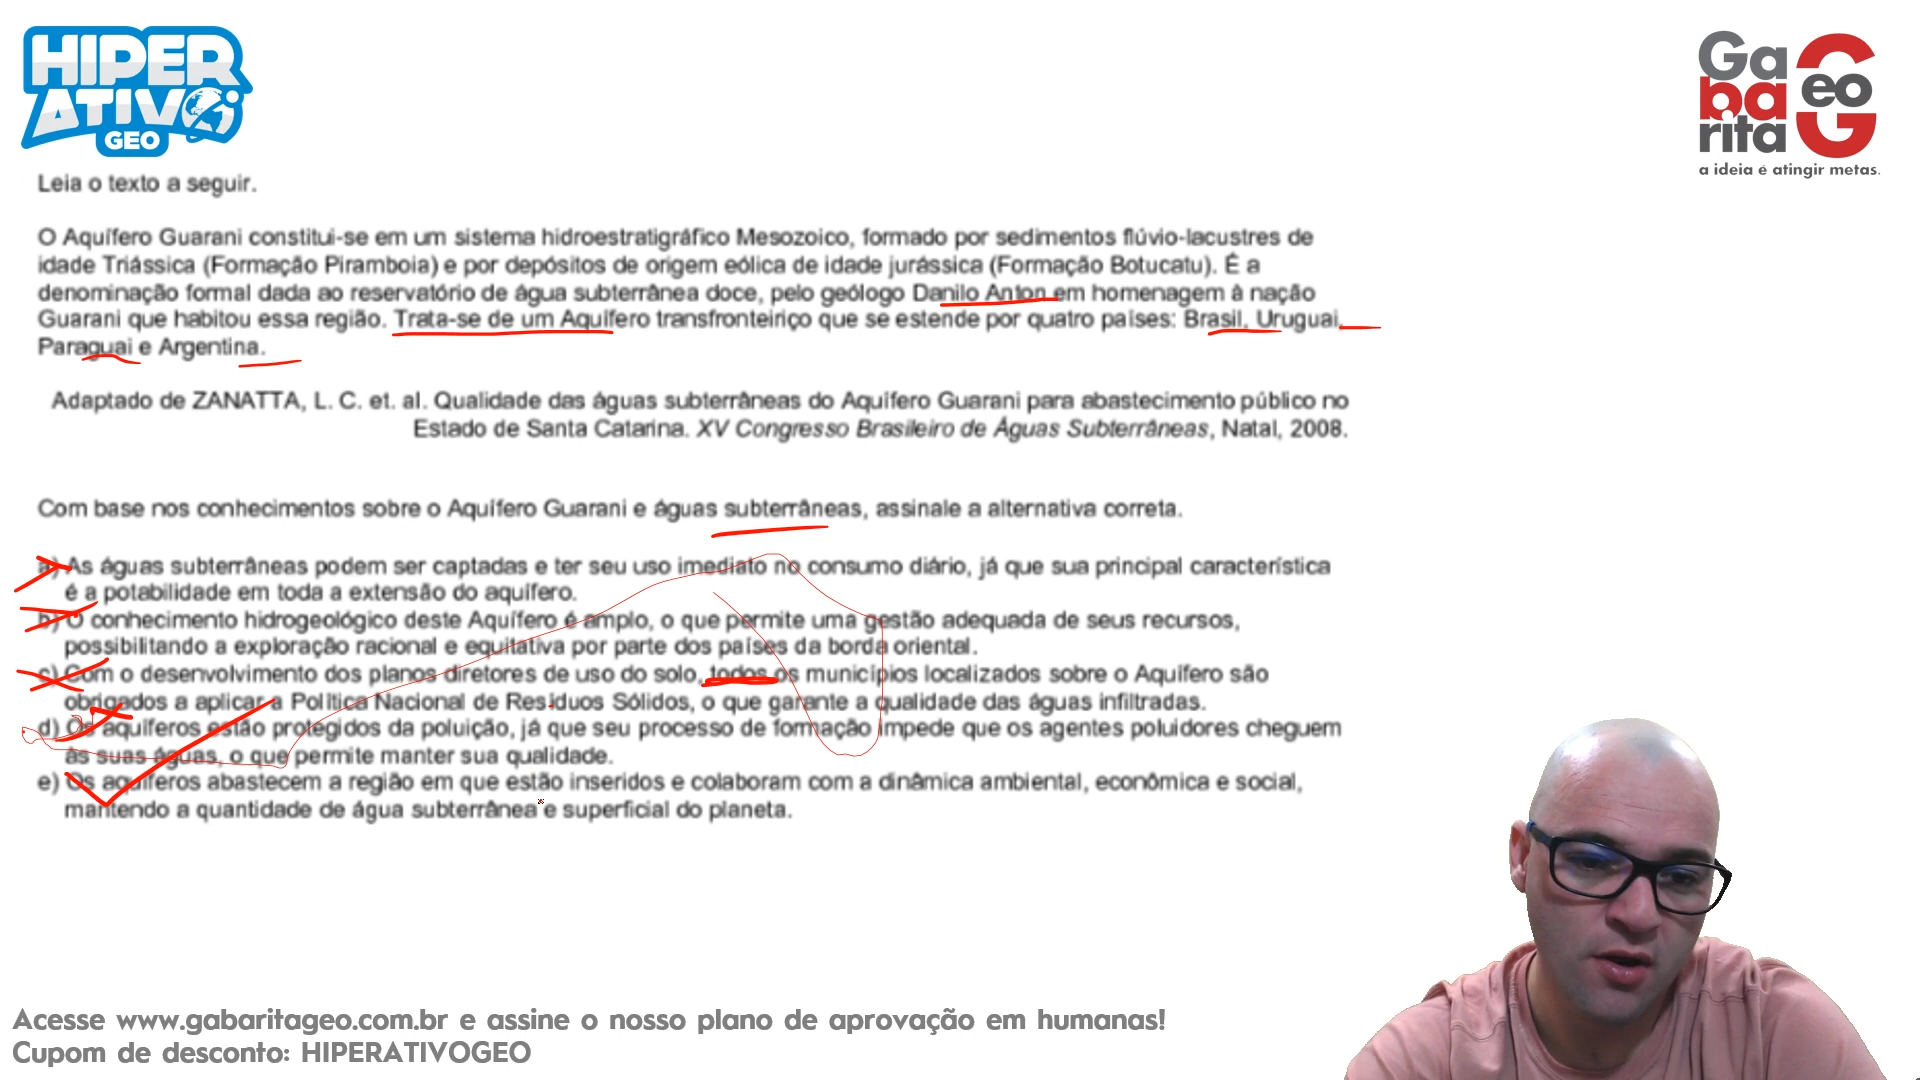 HIPER
ATIVO
GEO
Ga
ba
rita
Geo
a ideia é atingir metas.
Leia o texto a seguir.
O Aquífero Guarani constitui-se em um sistema hidroestratigráfico Mesozoico, formado por sedimentos flúvio-lacustres de
idade Triássica (Formação Piramboia) e por depósitos de origem eólica de idade jurássica (Formação Botucatu). É a
denominação formal dada ao reservatório de água subterrânea doce, pelo geólogo Danilo Anton em homenagem à nação
Guarani que habitou essa região. Trata-se de um Aquífero transfronteiriço que se estende por quatro países: Brasil, Uruguai,
Paraguai e Argentina.
Adaptado de ZANATTA, L. C. et. al. Qualidade das águas subterrâneas do Aquífero Guarani para abastecimento público no
Estado de Santa Catarina. XV Congresso Brasileiro de Águas Subterrâneas, Natal, 2008.
Com base nos conhecimentos sobre o Aquífero Guarani e águas subterrâneas, assinale a alternativa correta.
a) As águas subterrâneas podem ser captadas e ter seu uso imediato no consumo diário, já que sua principal característica
é a potabilidade em toda a extensão do aquífero.
b) O conhecimento hidrogeológico deste Aquífero é amplo, o que permite uma gestão adequada de seus recursos,
possibilitando a exploração racional e equitativa por parte dos países da borda oriental.
c) Com o desenvolvimento dos planos diretores de uso do solo, todos os municípios localizados sobre o Aquífero são
obrigados a aplicar a Política Nacional de Resíduos Sólidos, o que garante a qualidade das águas infiltradas.
d) Os aquíferos estão protegidos da poluição, já que seu processo de formação impede que os agentes poluidores cheguem
às suas águas, o que permite manter sua qualidade.
e) Os aquíferos abastecem a região em que estão inseridos e colaboram com a dinâmica ambiental, econômica e social,
mantendo a quantidade de água subterrânea e superficial do planeta.
Acesse www.gabaritageo.com.br e assine o nosso plano de aprovação em humanas!
Cupom de desconto: HIPERATIVOGEO